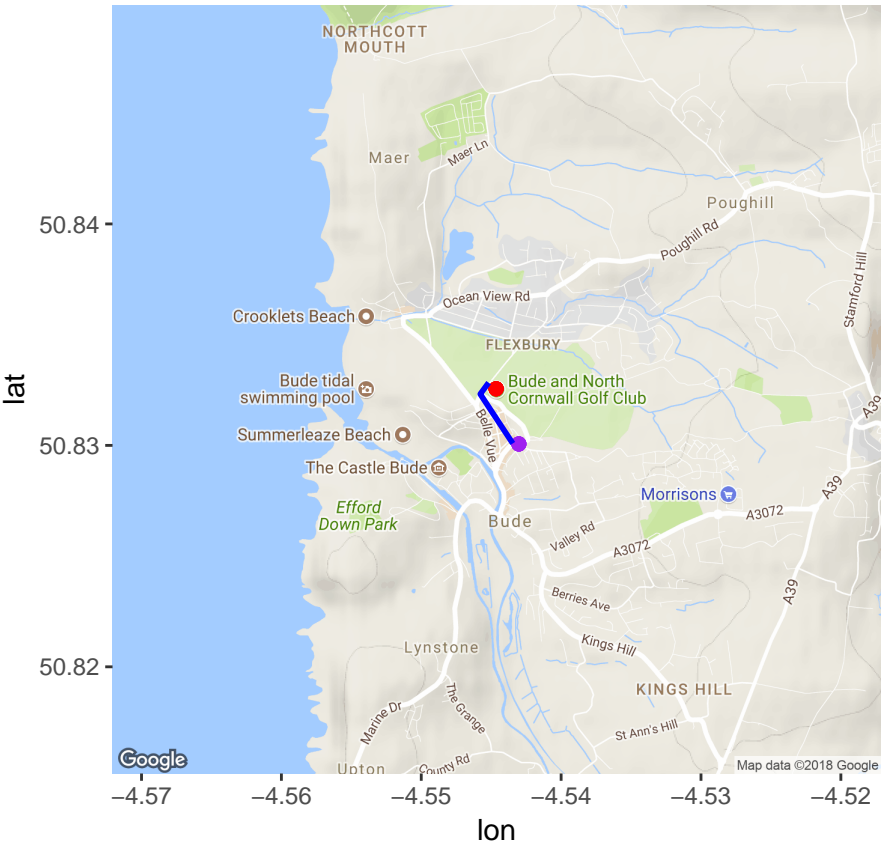 NORTHCOTT
MOUTH
Maer
Maer Ln
Poughill
50.84
Poughill Rd
Stamford Hill
Ocean View Rd
Crooklets Beach
FLEXBURY
Bude tidal
swimming pool
Bude and North
Cornwall Golf Club
lat
A39
Belle Vue
50.83
Summerleaze Beach
The Castle Bude
A39
Morrisons
Efford
Down Park
Bude
A3072
Valley Rd
A3072
A39
Berries Ave
Kings Hill
Lynstone
50.82
KINGS HILL
The Grange
Marine Dr
St Ann's Hill
Google
Upton
County Rd
Map data ©2018 Google
−4.57
−4.56
−4.55
−4.54
−4.53
−4.52
lon